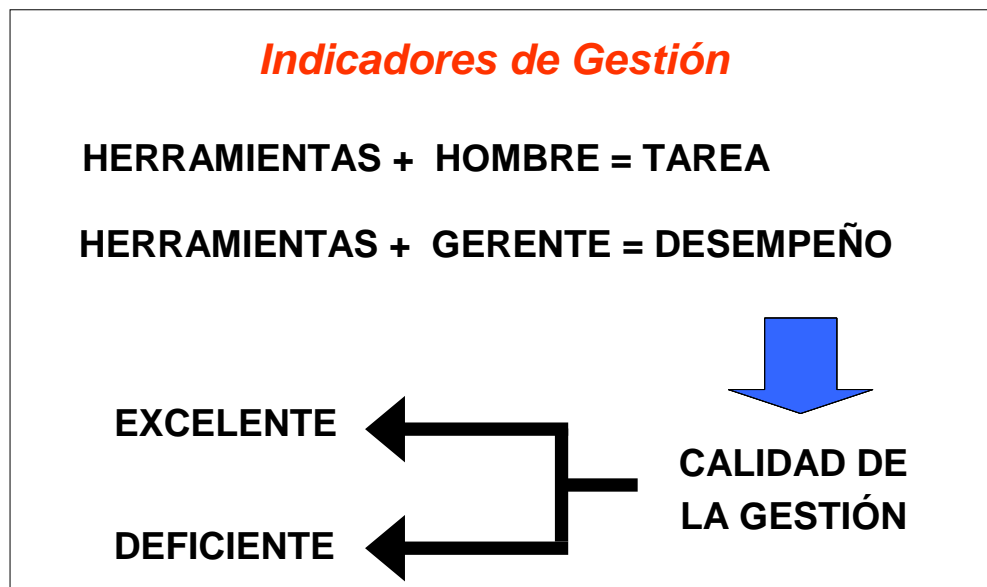 Indicadores de Gestión
HERRAMIENTAS + HOMBRE = TAREA
HERRAMIENTAS + GERENTE = DESEMPEÑO
EXCELENTE
CALIDAD DE
LA GESTIÓN
DEFICIENTE